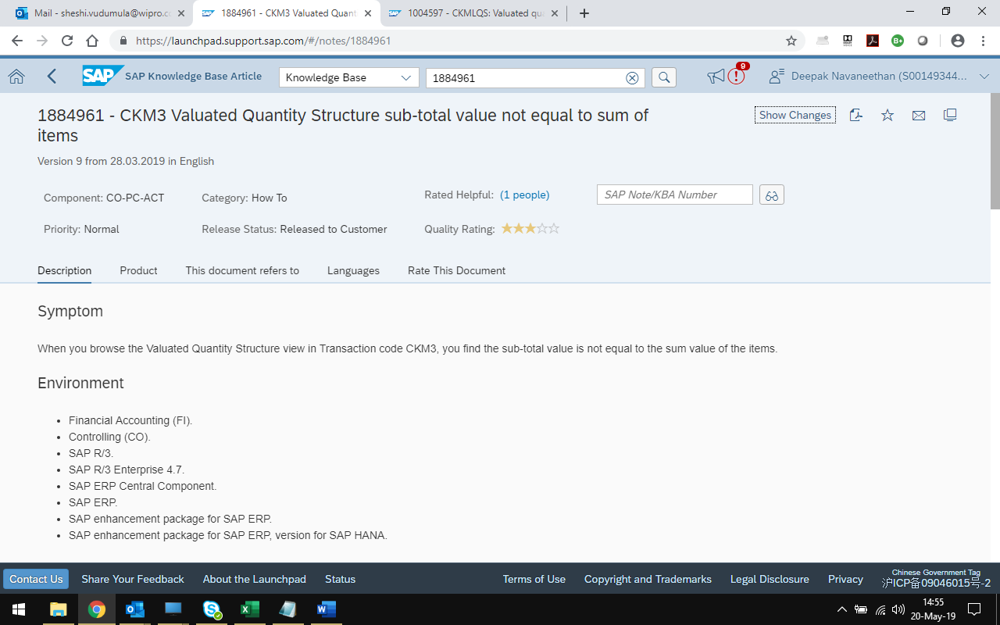 Mail - sheshi.vudumula@wipro.c
1884961 - CKM3 Valuated Quant
1004597 - CKMLQS: Valuated qu
https://launchpad.support.sap.com/#/notes/1884961
SAP SAP Knowledge Base Article
Knowledge Base
1884961
9
Deepak Navaneethan (S00149344...
1884961 - CKM3 Valuated Quantity Structure sub-total value not equal to sum of
items
Show Changes
Version 9 from 28.03.2019 in English
Component: CO-PC-ACT
Category: How To
Rated Helpful: (1 people)
SAP Note/KBA Number
Priority: Normal
Release Status: Released to Customer
Quality Rating:
Description Product This document refers to Languages Rate This Document
Symptom
When you browse the Valuated Quantity Structure view in Transaction code CKM3, you find the sub-total value is not equal to the sum value of the items.
Environment
• Financial Accounting (FI).
• Controlling (CO).
• SAP R/3.
• SAP R/3 Enterprise 4.7.
• SAP ERP Central Component.
• SAP ERP.
• SAP enhancement package for SAP ERP.
• SAP enhancement package for SAP ERP, version for SAP HANA.
Contact Us Share Your Feedback About the Launchpad Status
Terms of Use Copyright and Trademarks Legal Disclosure Privacy
Chinese Government Tag
沪ICP备09046015号-2
14:55
20-May-19